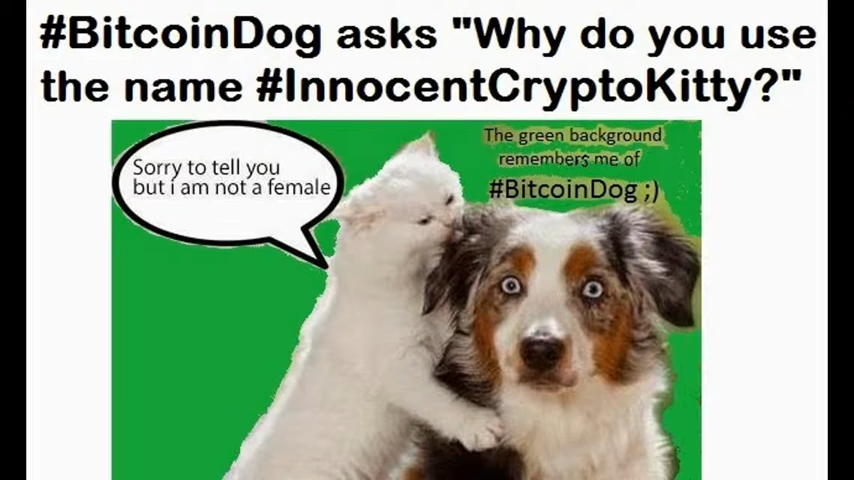 #BitcoinDog asks "Why do you use
the name #InnocentCryptoKitty?"
Sorry to tell you
but i am not a female
The green background
remembers me of
#BitcoinDog ;)